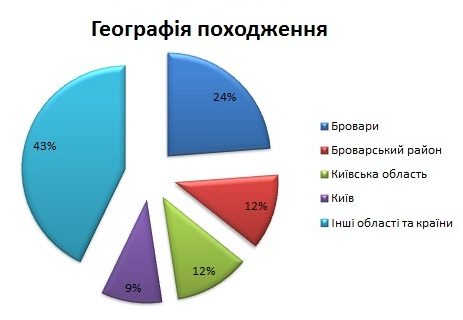 Географія походження
24%
43%
12%
12%
9%
Бровари
Броварський район
Київська область
Київ
Інші області та країни